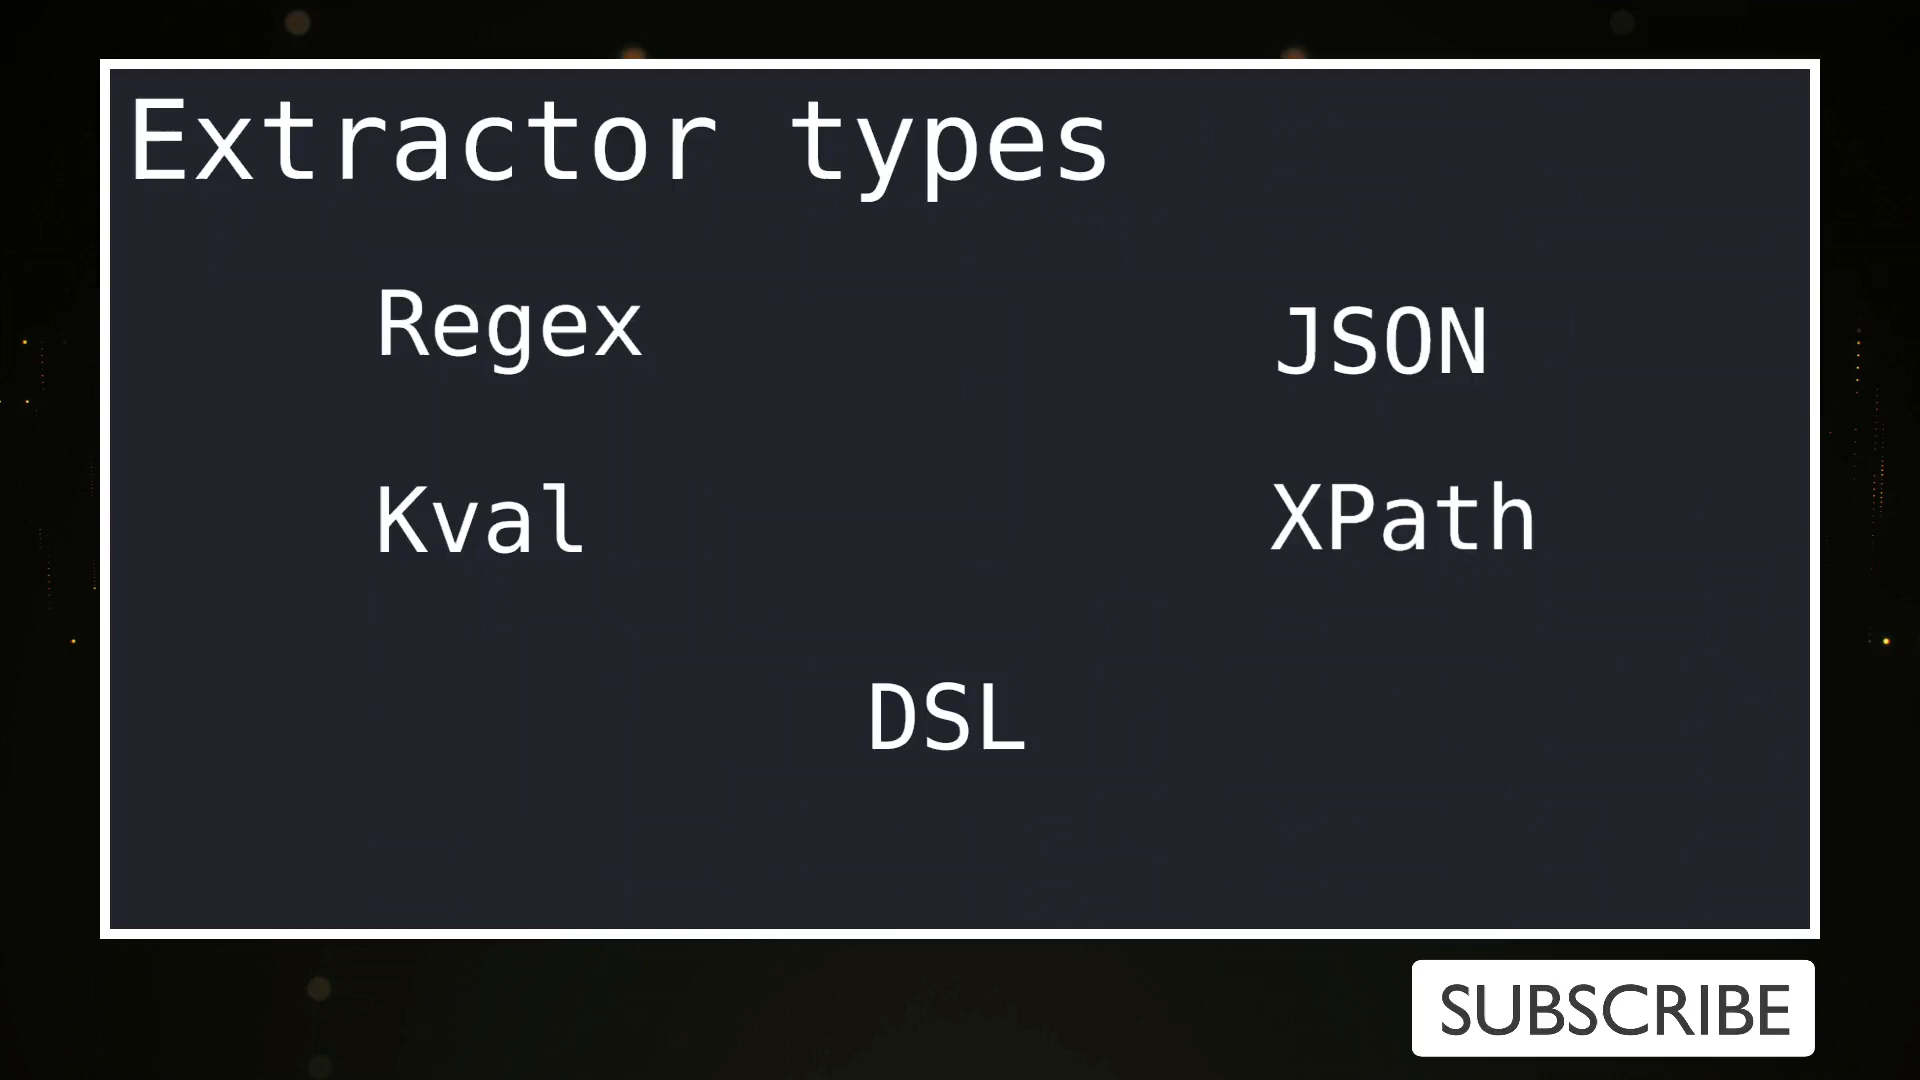 Extractor types
Regex
JSON
Kval
XPath
DSL
SUBSCRIBE